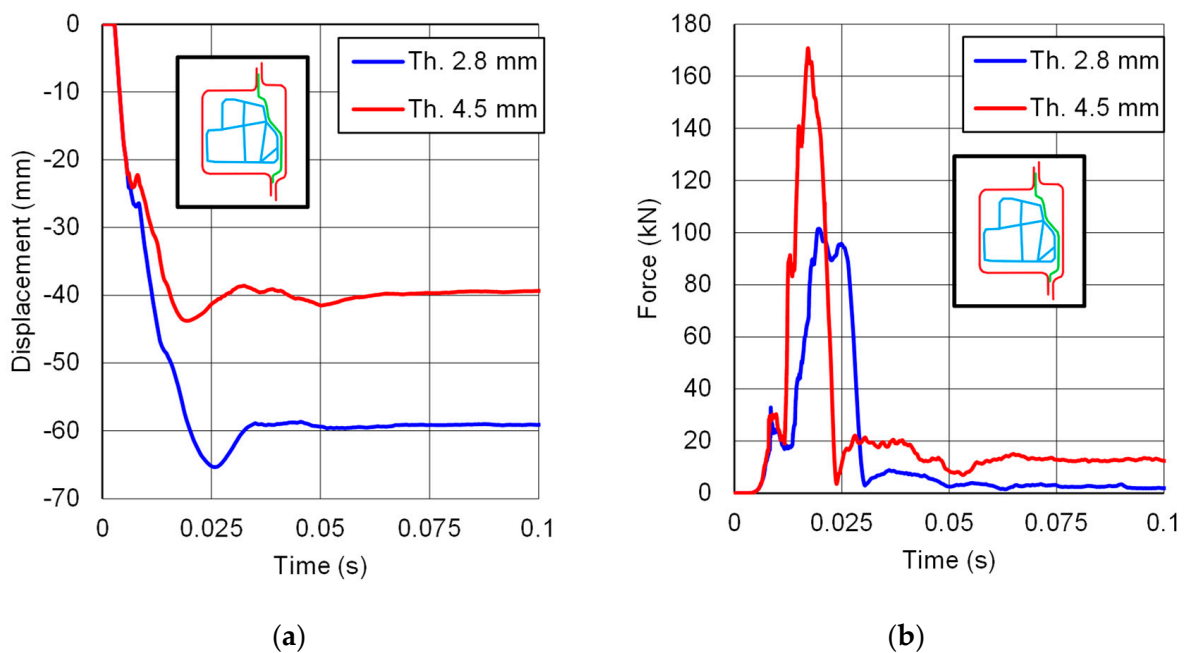 0
-10
-20
-30
-40
-50
-60
-70
Displacement (mm)
Th. 2.8 mm
Th. 4.5 mm
0 0.025 0.05 0.075 0.1
Time (s)
(a)
180
160
140
120
100
80
60
40
20
0
Force (kN)
Th. 2.8 mm
Th. 4.5 mm
0 0.025 0.05 0.075 0.1
Time (s)
(b)